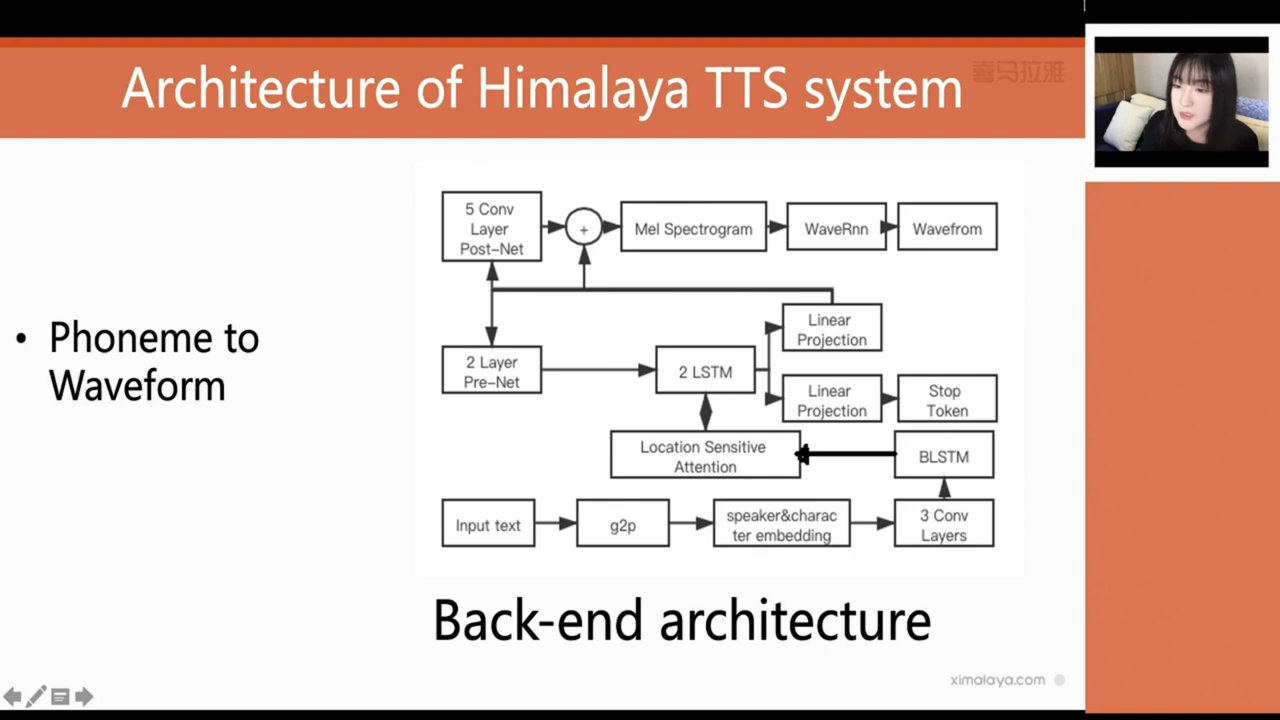 Architecture of Himalaya TTS system
喜马拉雅
• Phoneme to
Waveform
5 Conv
Layer
Post-Net
+
Mel Spectrogram
WaveRnn
Wavefrom
Linear
Projection
2 Layer
Pre-Net
2 LSTM
Linear
Projection
Stop
Token
Location Sensitive
Attention
BLSTM
Input text
g2p
speaker&charac
ter embedding
3 Conv
Layers
Back-end architecture
ximalaya.com